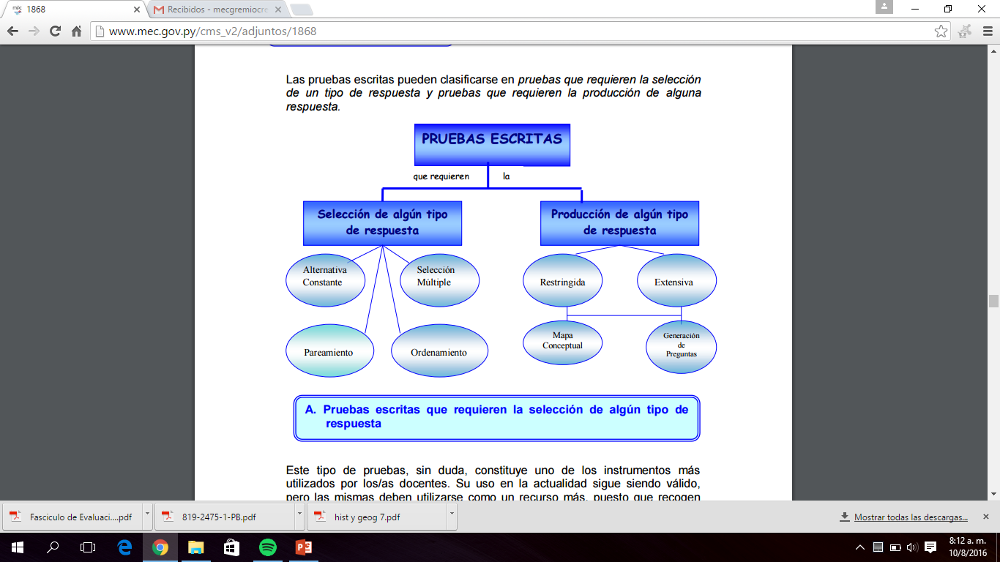 1868
Recibidos - mecgremiocre
www.mec.gov.py/cms_v2/adjuntos/1868
Las pruebas escritas pueden clasificarse en pruebas que requieren la selección
de un tipo de respuesta y pruebas que requieren la producción de alguna
respuesta.
PRUEBAS ESCRITAS
que requieren la
Selección de algún tipo
de respuesta
Producción de algún tipo
de respuesta
Alternativa
Constante
Selección
Múltiple
Restringida
Extensiva
Pareamiento
Ordenamiento
Mapa
Conceptual
Generación
de
Preguntas
A. Pruebas escritas que requieren la selección de algún tipo de
respuesta
Este tipo de pruebas, sin duda, constituye uno de los instrumentos más
utilizados por los/as docentes. Su uso en la actualidad sigue siendo válido,
pero las mismas deben utilizarse como un recurso más, puesto que recogen
Fasciculo de Evaluaci....pdf
819-2475-1-PB.pdf
hist y geog 7.pdf
Mostrar todas las descargas...
8:12 a. m.
10/8/2016